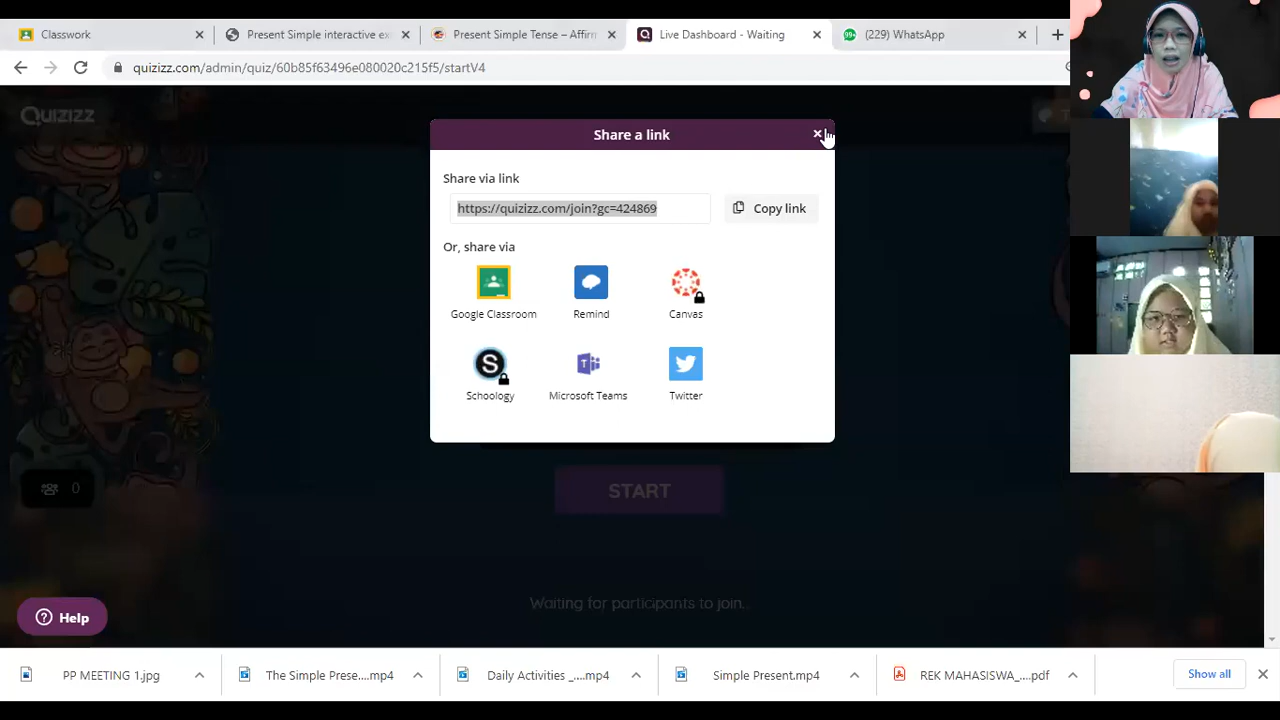 Classwork
Present Simple interactive ex
Present Simple Tense – Affirr
Live Dashboard - Waiting
99+
(229) WhatsApp
quizizz.com/admin/quiz/60b85f63496e080020c215f5/startV4
Quizizz
Share a link
Share via link
https://quizizz.com/join?gc=424869
Copy link
Or, share via
Google Classroom
Remind
Canvas
S
Schoology
T
Microsoft Teams
Twitter
0
START
Waiting for participants to join..
? Help
PP MEETING 1.jpg
The Simple Prese....mp4
Daily Activities _....mp4
Simple Present.mp4
REK MAHASISWA_....pdf
Show all